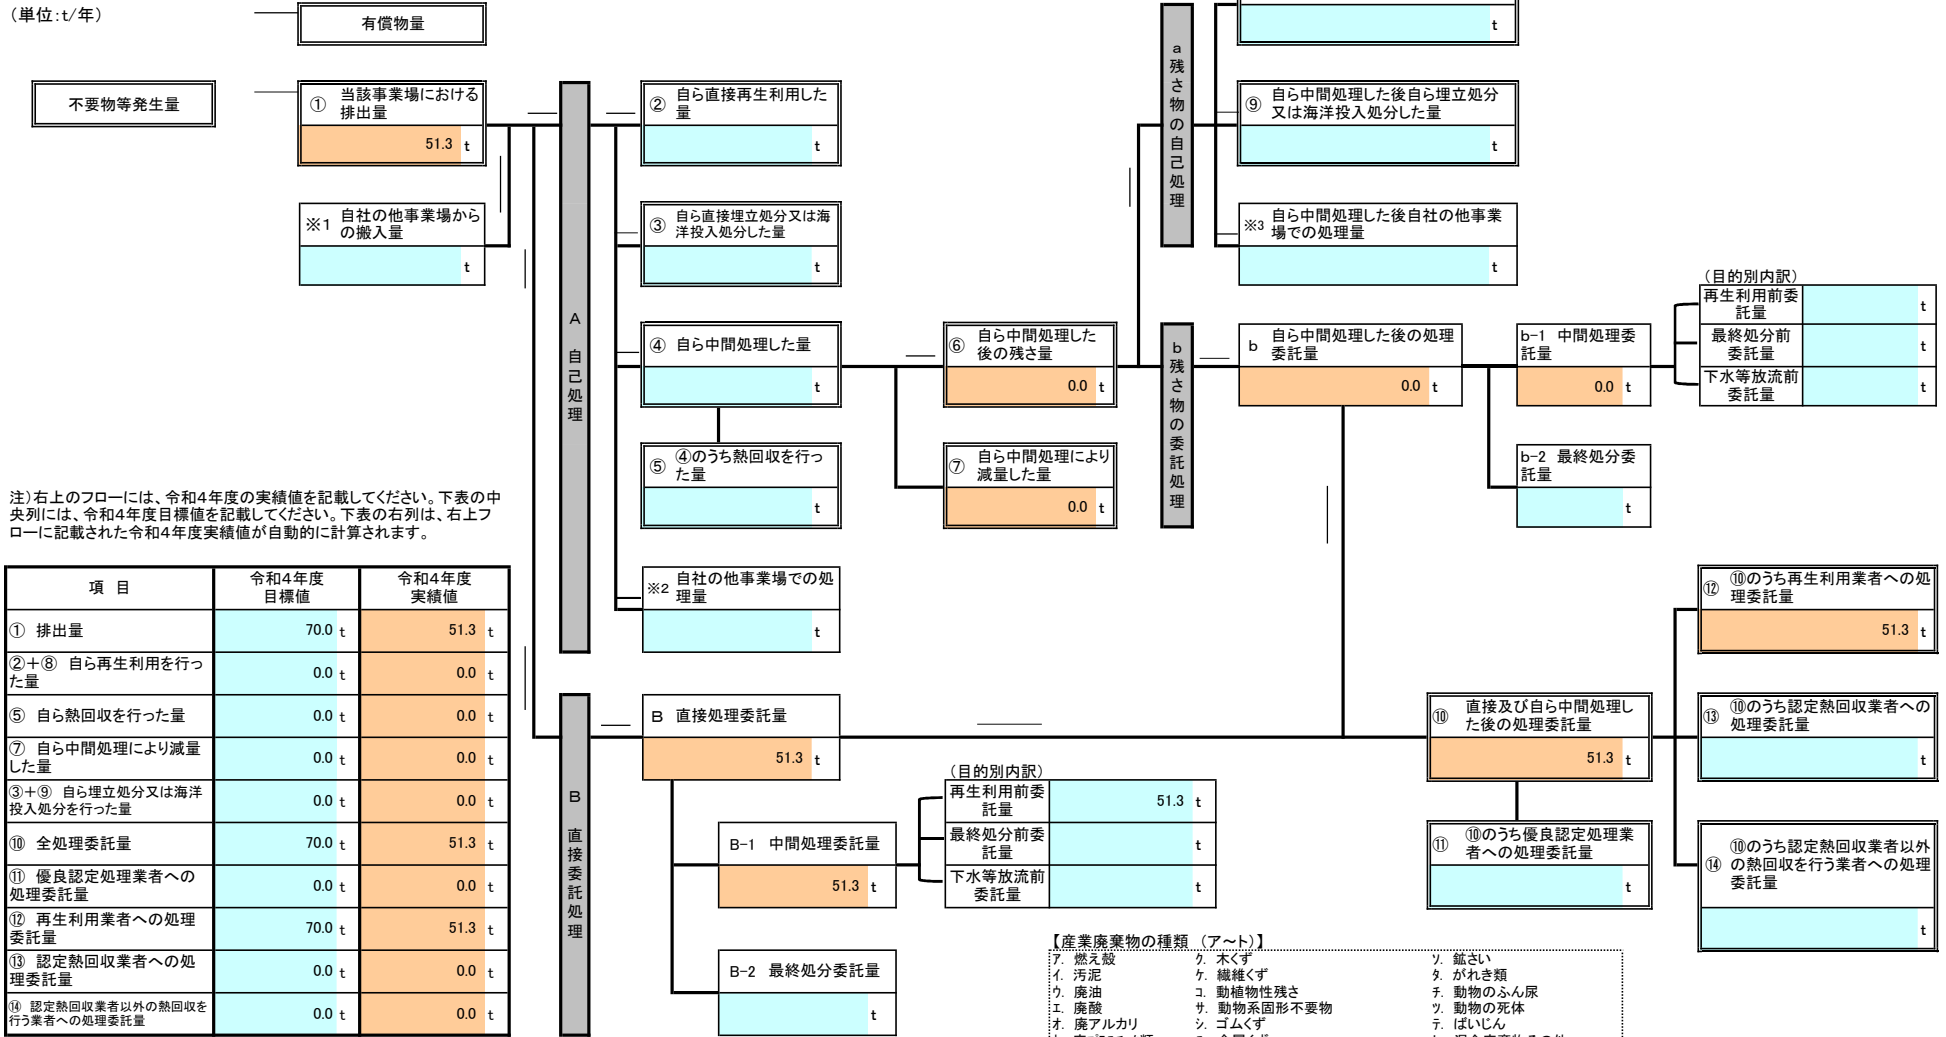 (単位:t/年)
有償物量
不要物等発生量
① 当該事業場における
排出量
51.3 t
※1 自社の他事業場から
の搬入量
t
A 自己処理
② 自ら直接再生利用した
量
t
③ 自ら直接埋立処分又は海
洋投入処分した量
t
④ 自ら中間処理した量
t
⑤ ④のうち熱回収を行っ
た量
t
※2 自社の他事業場での処
理量
t
⑥ 自ら中間処理した
後の残さ量
0.0 t
⑦ 自ら中間処理により
減量した量
0.0 t
a 残さ物の自己処理
t
⑨ 自ら中間処理した後自ら埋立処分
又は海洋投入処分した量
t
※3 自ら中間処理した後自社の他事業
場での処理量
t
b 残さ物の委託処理
b 自ら中間処理した後の処理
委託量
0.0 t
b-1 中間処理委
託量
0.0 t
b-2 最終処分委
託量
t
(目的別内訳)
再生利用前委
託量
t
最終処分前
委託量
t
下水等放流前
委託量
t
注)右上のフローには、令和4年度の実績値を記載してください。下表の中
央列には、令和4年度目標値を記載してください。下表の右列は、右上フ
ローに記載された令和4年度実績値が自動的に計算されます。
項 目
令和4年度
目標値
令和4年度
実績値
① 排出量 70.0 t 51.3 t
②+⑧ 自ら再生利用を行っ
た量 0.0 t 0.0 t
⑤ 自ら熱回収を行った量 0.0 t 0.0 t
⑦ 自ら中間処理により減量
した量 0.0 t 0.0 t
③+⑨ 自ら埋立処分又は海洋
投入処分を行った量 0.0 t 0.0 t
⑩ 全処理委託量 70.0 t 51.3 t
⑪ 優良認定処理業者への
処理委託量 0.0 t 0.0 t
⑫ 再生利用業者への処理
委託量 70.0 t 51.3 t
⑬ 認定熱回収業者への処
理委託量 0.0 t 0.0 t
⑭ 認定熱回収業者以外の熱回収を
行う業者への処理委託量 0.0 t 0.0 t
B 直接委託処理
B 直接処理委託量
51.3 t
B-1 中間処理委託量
51.3 t
B-2 最終処分委託量
t
(目的別内訳)
再生利用前委
託量
51.3 t
最終処分前委
託量
t
下水等放流前
委託量
t
⑩ 直接及び自ら中間処理し
た後の処理委託量
51.3 t
⑪ ⑩のうち優良認定処理業
者への処理委託量
t
⑫ ⑩のうち再生利用業者への処
理委託量
51.3 t
⑬ ⑩のうち認定熱回収業者への
処理委託量
t
⑭ ⑩のうち認定熱回収業者以外
の熱回収を行う業者への処理
委託量
t
【産業廃棄物の種類 (ア~ト)】
ア. 燃え殻 ク. 木くず ソ. 鉱さい
イ. 汚泥 ケ. 繊維くず タ. がれき類
ウ. 廃油 コ. 動植物性残さ チ. 動物のふん尿
エ. 廃酸 サ. 動物系固形不要物 ツ. 動物の死体
オ. 廃アルカリ シ. ゴムくず テ. ばいじん